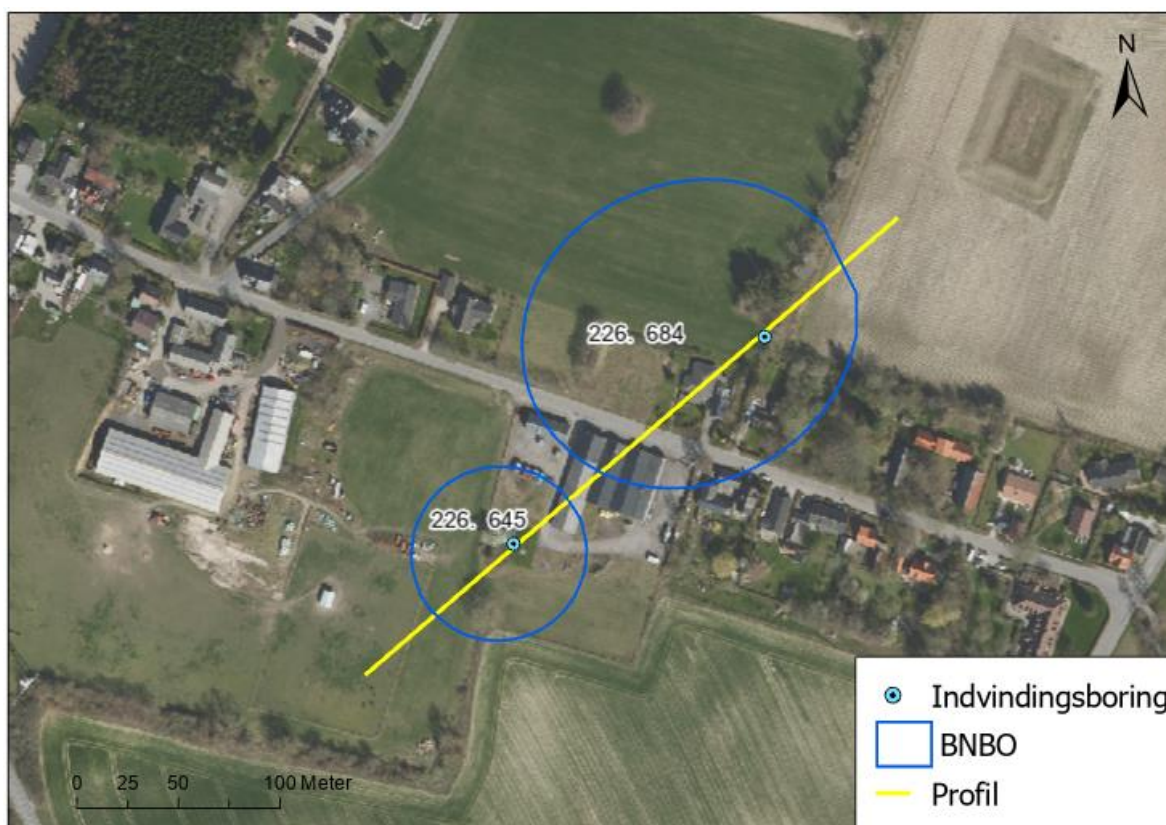 N
226. 684
226. 645
Indvindingsboring
BNBO
Profil
0 25 50 100 Meter